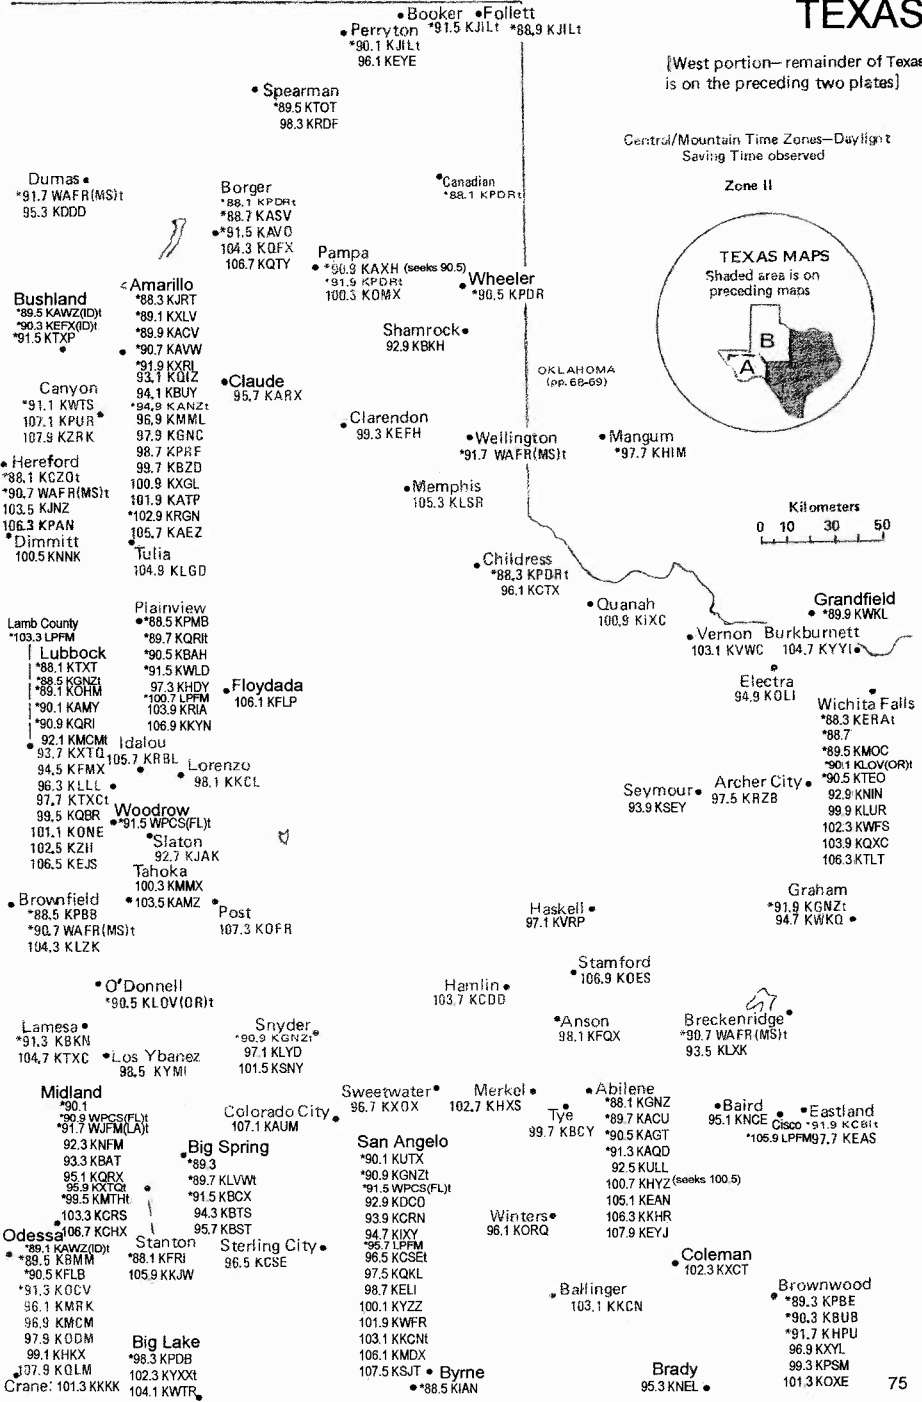 TEXAS
[West portion—remainder of Texas
is on the preceding two plates]
Central/Mountain Time Zones—Daylight
Saving Time observed
Zone II
TEXAS MAPS
Shaded area is on
preceding maps
B
A
Kilometers
0 10 30 50
OKLAHOMA
(pp. 68-69)
Booker
*91.5 KJILt
Follett
*88.9 KJILt
Perryton
*90.1 KJILt
96.1 KEYE
Spearman
*89.5 KTOT
98.3 KRDF
Dumas
*91.7 WAFR(MS)t
95.3 KDDD
Borger
*88.1 KPDRt
*88.7 KASV
*91.5 KAVO
104.3 KQFX
106.7 KQTY
Canadian
*88.1 KPDRt
Pampa
*90.9 KAXH (seeks 90.5)
*91.9 KPDRt
100.3 KOMX
Wheeler
*90.5 KPDR
Shamrock
92.9 KBKH
Bushland
*89.5 KAWZ(ID)t
*90.3 KEFX(ID)t
*91.5 KTXP
Amarillo
*88.3 KJRT
*89.1 KXLV
*89.9 KACV
*90.7 KAVW
*91.9 KXRI
93.1 KQIZ
94.1 KBUY
*94.9 KANZt
96.9 KMML
97.9 KGNC
98.7 KPRF
99.7 KBZD
100.9 KXGL
101.9 KATP
*102.9 KRGN
105.7 KAEZ
Claude
95.7 KARX
Canyon
*91.1 KWTS
107.1 KPUR
107.9 KZRK
Clarendon
99.3 KEFH
Wellington
*91.7 WAFR(MS)t
Mangum
*97.7 KHIM
Hereford
*88.1 KCZOt
*90.7 WAFR(MS)t
103.5 KJNZ
106.3 KPAN
Dimmitt
100.5 KNNK
Memphis
105.3 KLSR
Tulia
104.9 KLGD
Childress
*88.3 KPDRt
96.1 KCTX
Quanah
100.9 KIXC
Grandfield
*89.9 KWKL
Vernon
103.1 KVWC
Burkburnett
104.7 KYYI
Electra
94.9 KOLI
Plainview
*88.5 KPMB
*89.7 KQRIt
*90.5 KBAH
*91.5 KWLD
97.3 KHDY
*100.7 LPFM
103.9 KRIA
106.9 KKYN
Floydada
106.1 KFLP
Lamb County
*103.3 LPFM
Lubbock
*88.1 KTXT
*88.5 KGNZt
*89.1 KOHM
*90.1 KAMY
*90.9 KQRI
92.1 KMCMt
93.7 KXTQ
94.5 KFMX
96.3 KLLL
97.7 KTXCt
99.5 KQBR
101.1 KONE
102.5 KZII
106.5 KEJS
Idalou
105.7 KRBL
Lorenzo
98.1 KKCL
Woodrow
*91.5 WPCS(FL)t
Slaton
92.7 KJAK
Tahoka
100.3 KMMX
103.5 KAMZ
Post
107.3 KOFR
Wichita Falls
*88.3 KERAt
*88.7
*89.5 KMOC
*90.1 KLOV(OR)t
*90.5 KTEO
92.9 KNIN
99.9 KLUR
102.3 KWFS
103.9 KQXC
106.3 KTLT
Seymour
93.9 KSEY
Archer City
97.5 KRZB
Graham
*91.9 KGNZt
94.7 KWKQ
Brownfield
*88.5 KPBB
*90.7 WAFR(MS)t
104.3 KLZK
Haskell
97.1 KVRP
Stamford
106.9 KOES
Hamlin
103.7 KCDD
O'Donnell
*90.5 KLOV(OR)t
Anson
98.1 KFQX
Breckenridge
*90.7 WAFR(MS)t
93.5 KLXK
Lamesa
*91.3 KBKN
104.7 KTXC
Los Ybanez
98.5 KYMI
Snyder
*90.9 KGNZt
97.1 KLYD
101.5 KSNY
Midland
*90.1
*90.9 WPCS(FL)t
*91.7 WJFM(LA)t
92.3 KNFM
93.3 KBAT
95.1 KQRX
95.9 KXTQt
*99.5 KMTHt
103.3 KCRS
106.7 KCHX
Colorado City
107.1 KAUM
Sweetwater
96.7 KXOX
Merkel
102.7 KHXS
Tye
99.7 KBCY
Abilene
*88.1 KGNZ
*89.7 KACU
*90.5 KAGT
*91.3 KAQD
92.5 KULL
100.7 KHYZ (seeks 100.5)
105.1 KEAN
106.3 KKHR
107.9 KEYJ
Baird
95.1 KNCE
Cisco
*105.9 LPFM
Eastland
*91.9 KCBIt
97.7 KEAS
Big Spring
*89.3
*89.7 KLVWt
*91.5 KBCX
94.3 KBTS
95.7 KBST
San Angelo
*90.1 KUTX
*90.9 KGNZt
*91.5 WPCS(FL)t
92.9 KDCO
93.9 KCRN
94.7 KIXY
*95.7 LPFM
96.5 KCSEt
97.5 KQKL
98.7 KELI
100.1 KYZZ
101.9 KWFR
103.1 KKCNt
106.1 KMDX
107.5 KSJT
Winters
96.1 KORQ
Odessa
*89.1 KAWZ(ID)t
*89.5 KBMM
*90.5 KFLB
*91.3 KOCV
96.1 KMRK
96.9 KMCM
97.9 KODM
99.1 KHKX
107.9 KQLM
Crane: 101.3 KKKK
Stanton
*88.1 KFRI
105.9 KKJW
Sterling City
96.5 KCSE
Coleman
102.3 KXCT
Ballinger
103.1 KKCN
Brownwood
*89.3 KPBE
*90.3 KBUB
*91.7 KHPU
96.9 KXYL
99.3 KPSM
101.3 KOXE
Big Lake
*98.3 KPDB
102.3 KYXXt
104.1 KWTR
Byrne
*88.5 KIAN
Brady
95.3 KNEL
75